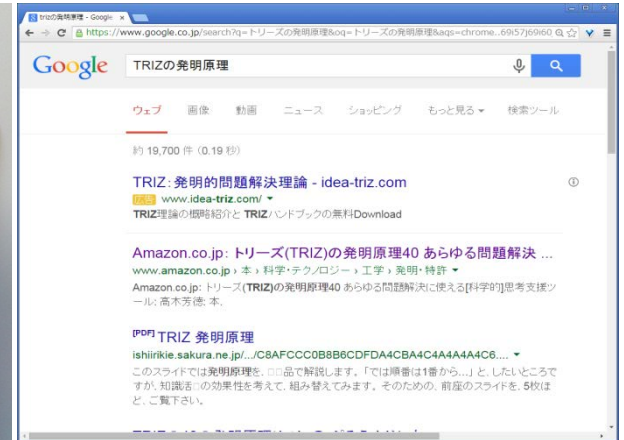 trizの発明原理 - Google
https://www.google.co.jp/search?q=トリーズの発明原理&oq=トリーズの発明原理&aqs=chrome..69i57j69i60
Google
TRIZの発明原理
ウェブ 画像 動画 ニュース ショッピング もっと見る 検索ツール
約 19,700 件 (0.19 秒)
TRIZ：発明的問題解決理論 - idea-triz.com
広告 www.idea-triz.com/
TRIZ理論の概略紹介と TRIZハンドブックの無料Download
Amazon.co.jp: トリーズ(TRIZ)の発明原理40 あらゆる問題解決 ...
www.amazon.co.jp › 本 › 科学・テクノロジー › 工学 › 発明・特許
Amazon.co.jp: トリーズ(TRIZ)の発明原理40 あらゆる問題解決に使える[科学的]思考支援ツ
ール: 高木芳徳: 本.
[PDF] TRIZ 発明原理
ishiirikie.sakura.ne.jp/.../C8AFCCC0B8B6CDFDA4CBA4C4A4A4A4C6....
このスライドでは発明原理を、□□品で解説します。「では順番は1番から...」と、したいところで
すが、知識活□の効果性を考えて、組み替えてみます。そのための、前座のスライドを、5枚ほ
ど、ご覧下さい。